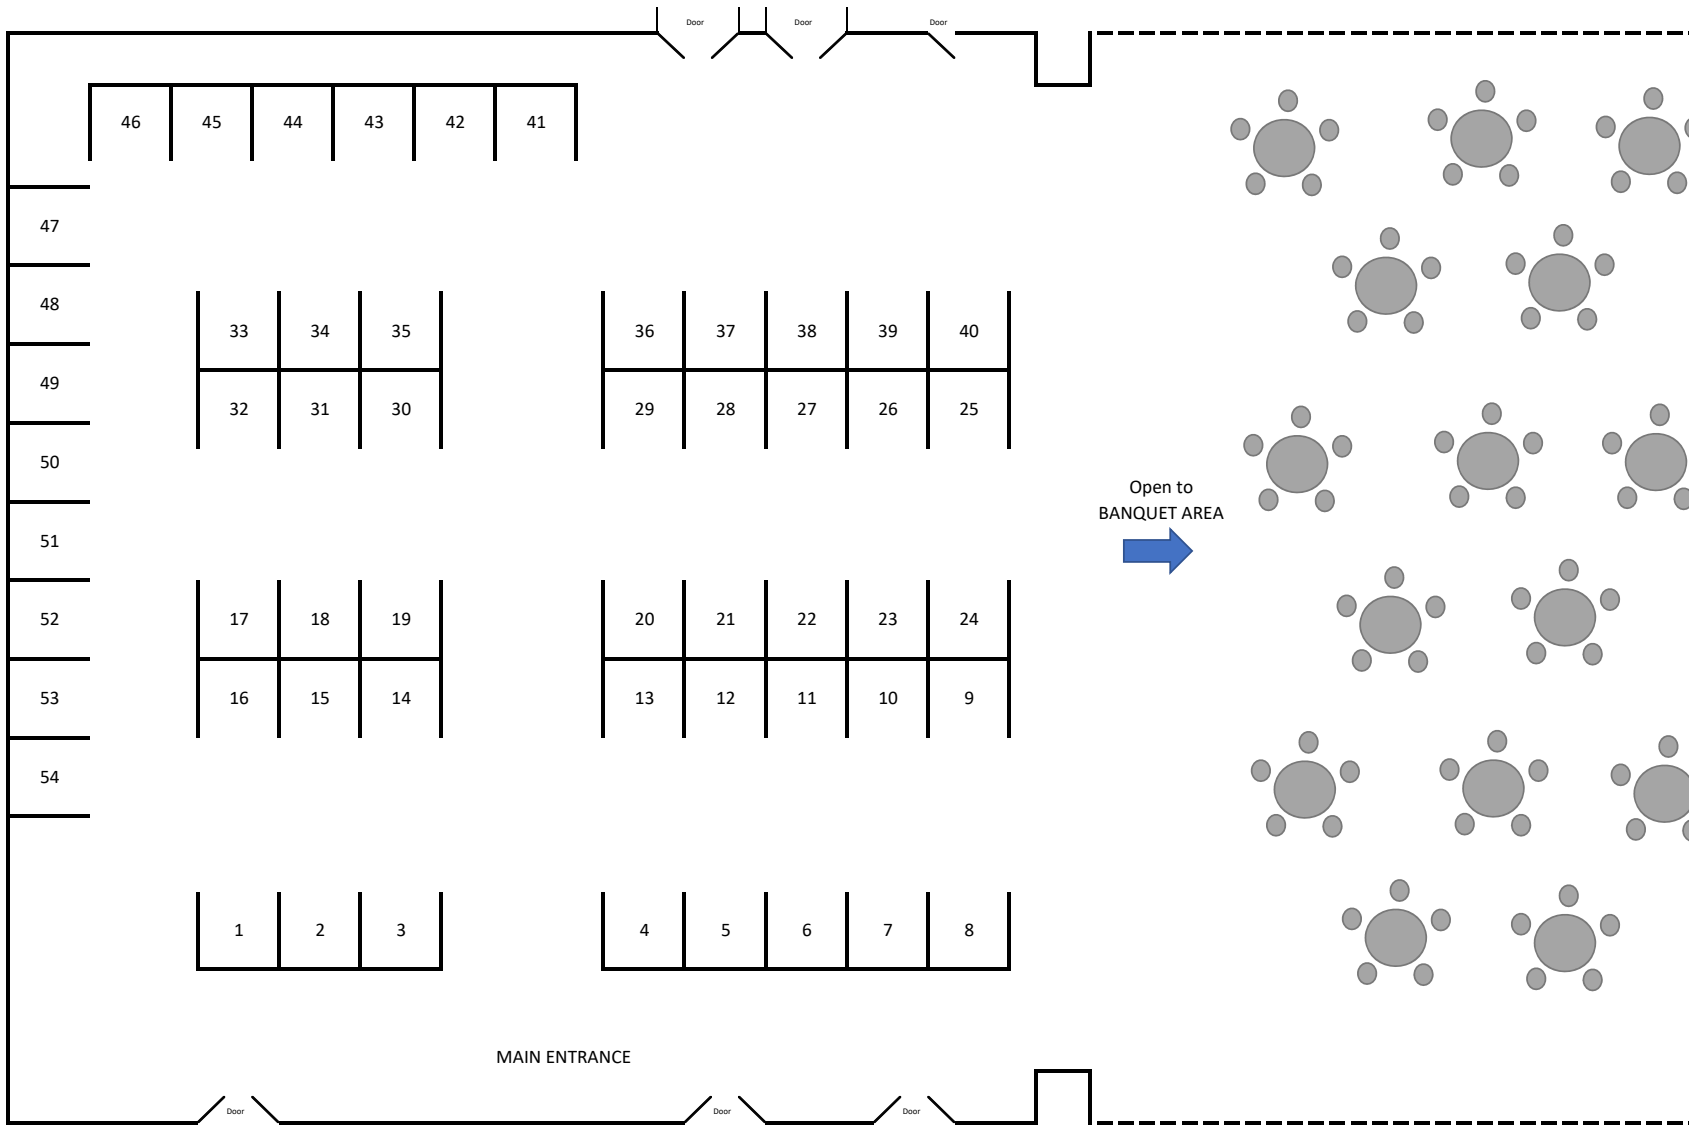 Door Door Door
46 45 44 43 42 41
47
48
33 34 35 36 37 38 39 40
49
32 31 30 29 28 27 26 25
50
Open to
BANQUET AREA
51
52 17 18 19 20 21 22 23 24
53 16 15 14 13 12 11 10 9
54
1 2 3 4 5 6 7 8
MAIN ENTRANCE
Door Door Door